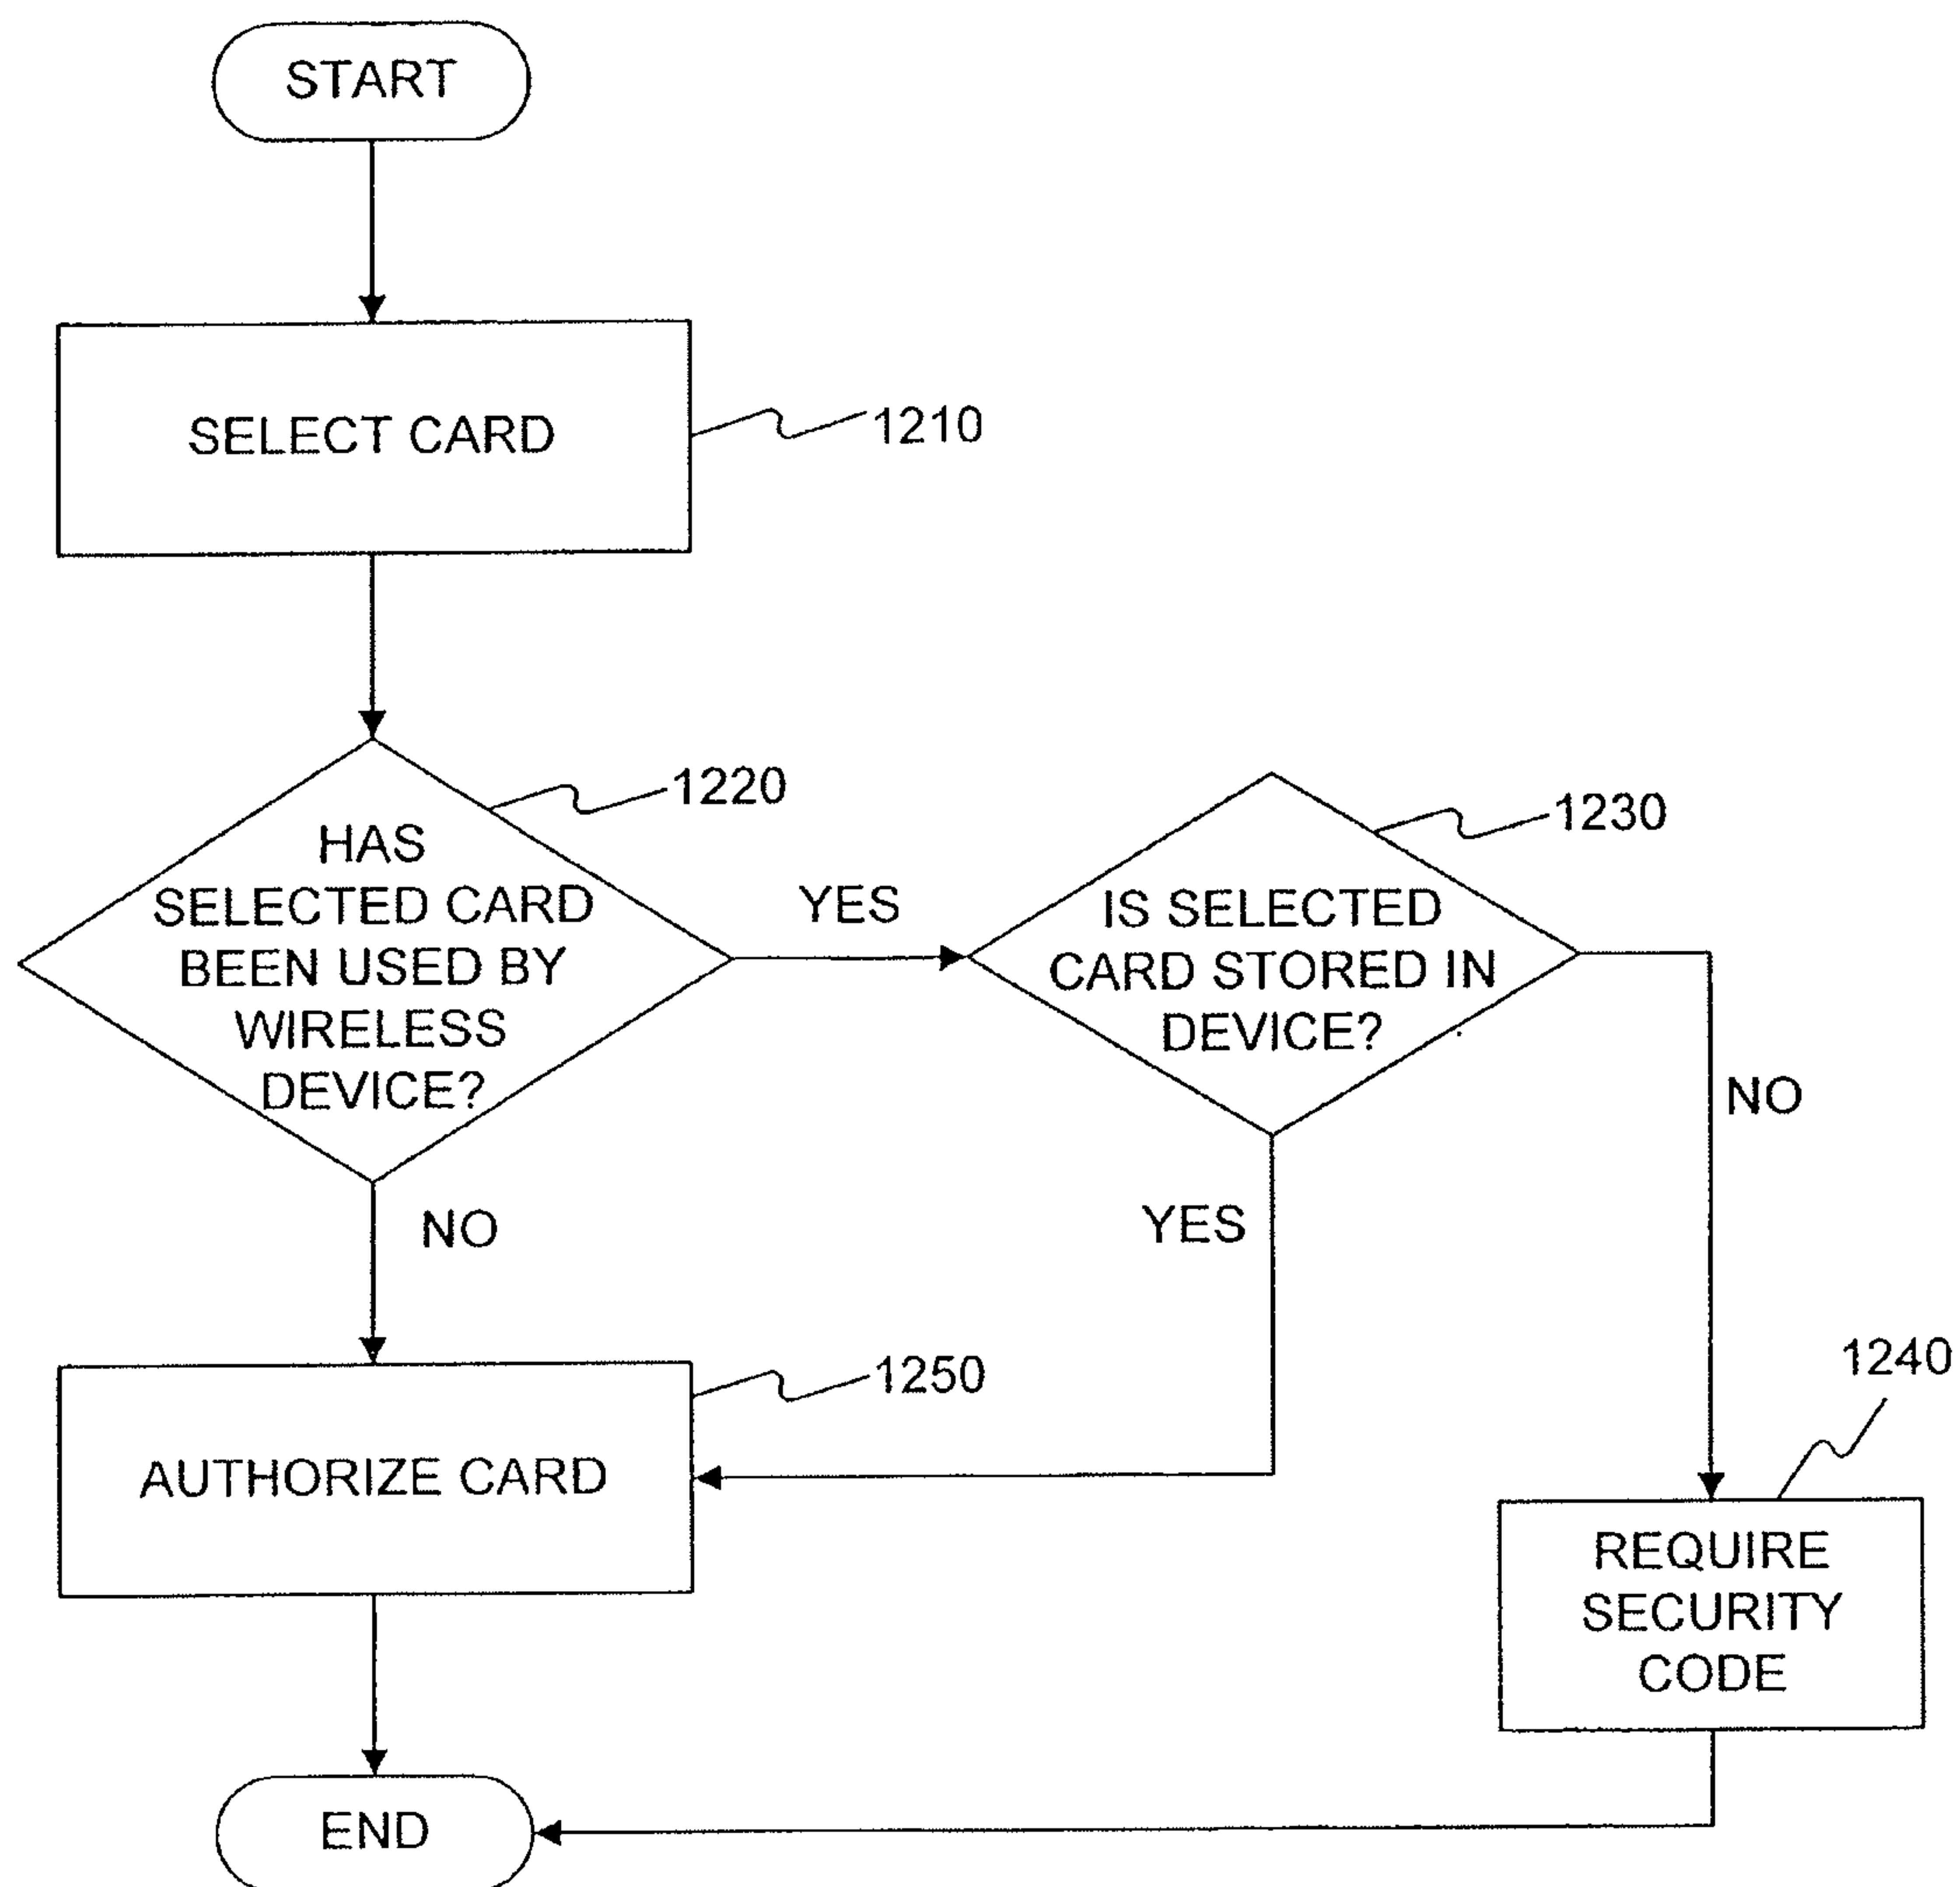 START
SELECT CARD
1210
1220
HAS
SELECTED CARD
BEEN USED BY
WIRELESS
DEVICE?
YES
1230
IS SELECTED
CARD STORED IN
DEVICE?
NO
YES
NO
1250
AUTHORIZE CARD
1240
REQUIRE
SECURITY
CODE
END